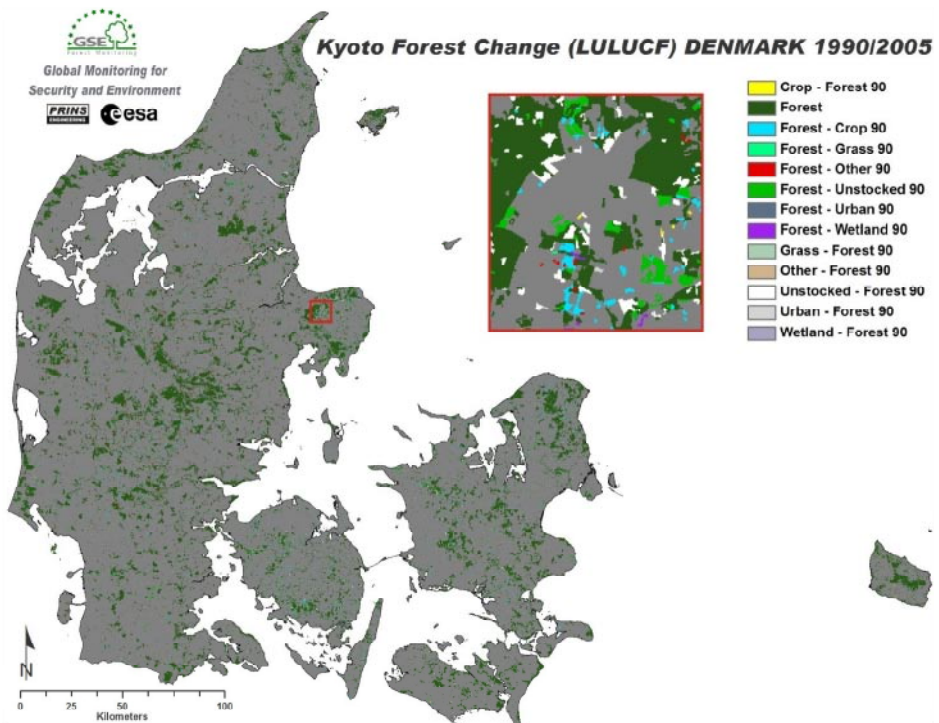 GSE
Forest Monitoring
Global Monitoring for
Security and Environment
PRINS
ENGINEERING
esa
Kyoto Forest Change (LULUCF) DENMARK 1990/2005
Crop - Forest 90
Forest
Forest - Crop 90
Forest - Grass 90
Forest - Other 90
Forest - Unstocked 90
Forest - Urban 90
Forest - Wetland 90
Grass - Forest 90
Other - Forest 90
Unstocked - Forest 90
Urban - Forest 90
Wetland - Forest 90
N
0 25 50 100
Kilometers